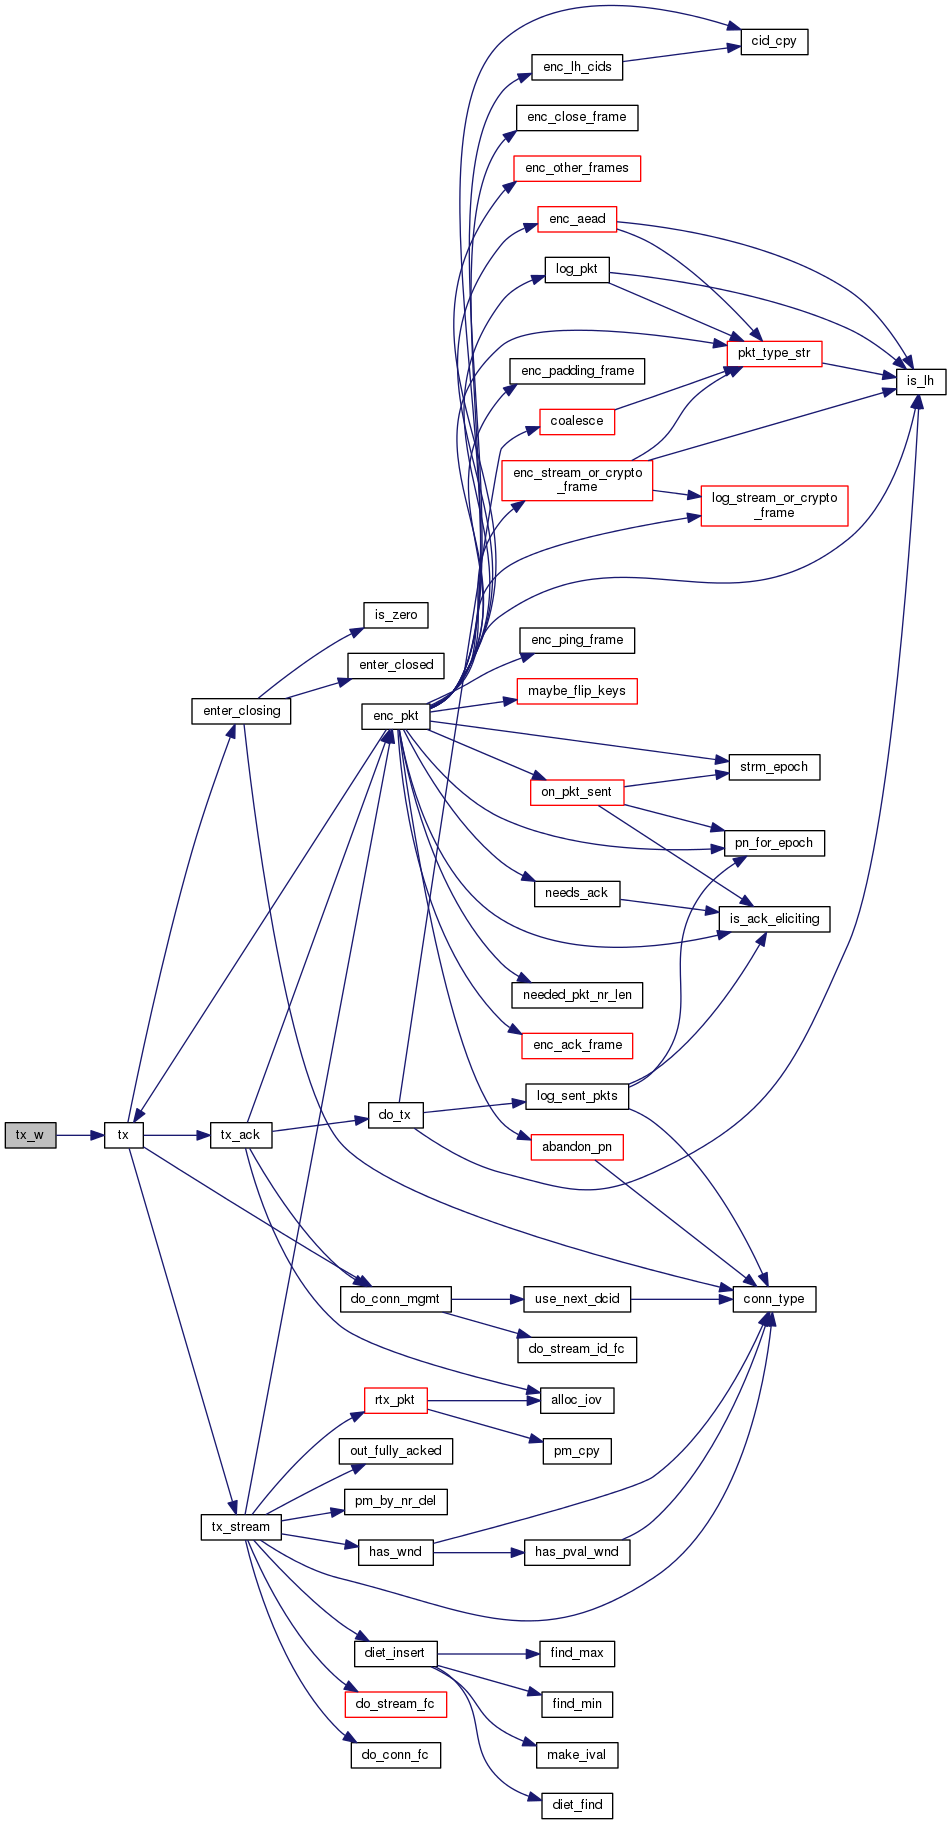 cid_cpy
enc_lh_cids
enc_close_frame
enc_other_frames
enc_aead
log_pkt
pkt_type_str
enc_padding_frame
is_lh
coalesce
enc_stream_or_crypto
_frame
log_stream_or_crypto
_frame
is_zero
enc_ping_frame
enter_closed
maybe_flip_keys
enter_closing
enc_pkt
strm_epoch
on_pkt_sent
pn_for_epoch
needs_ack
is_ack_eliciting
needed_pkt_nr_len
enc_ack_frame
log_sent_pkts
do_tx
tx_w
tx
tx_ack
abandon_pn
do_conn_mgmt
use_next_dcid
conn_type
do_stream_id_fc
rtx_pkt
alloc_iov
out_fully_acked
pm_cpy
pm_by_nr_del
tx_stream
has_wnd
has_pval_wnd
diet_insert
find_max
do_stream_fc
find_min
do_conn_fc
make_ival
diet_find